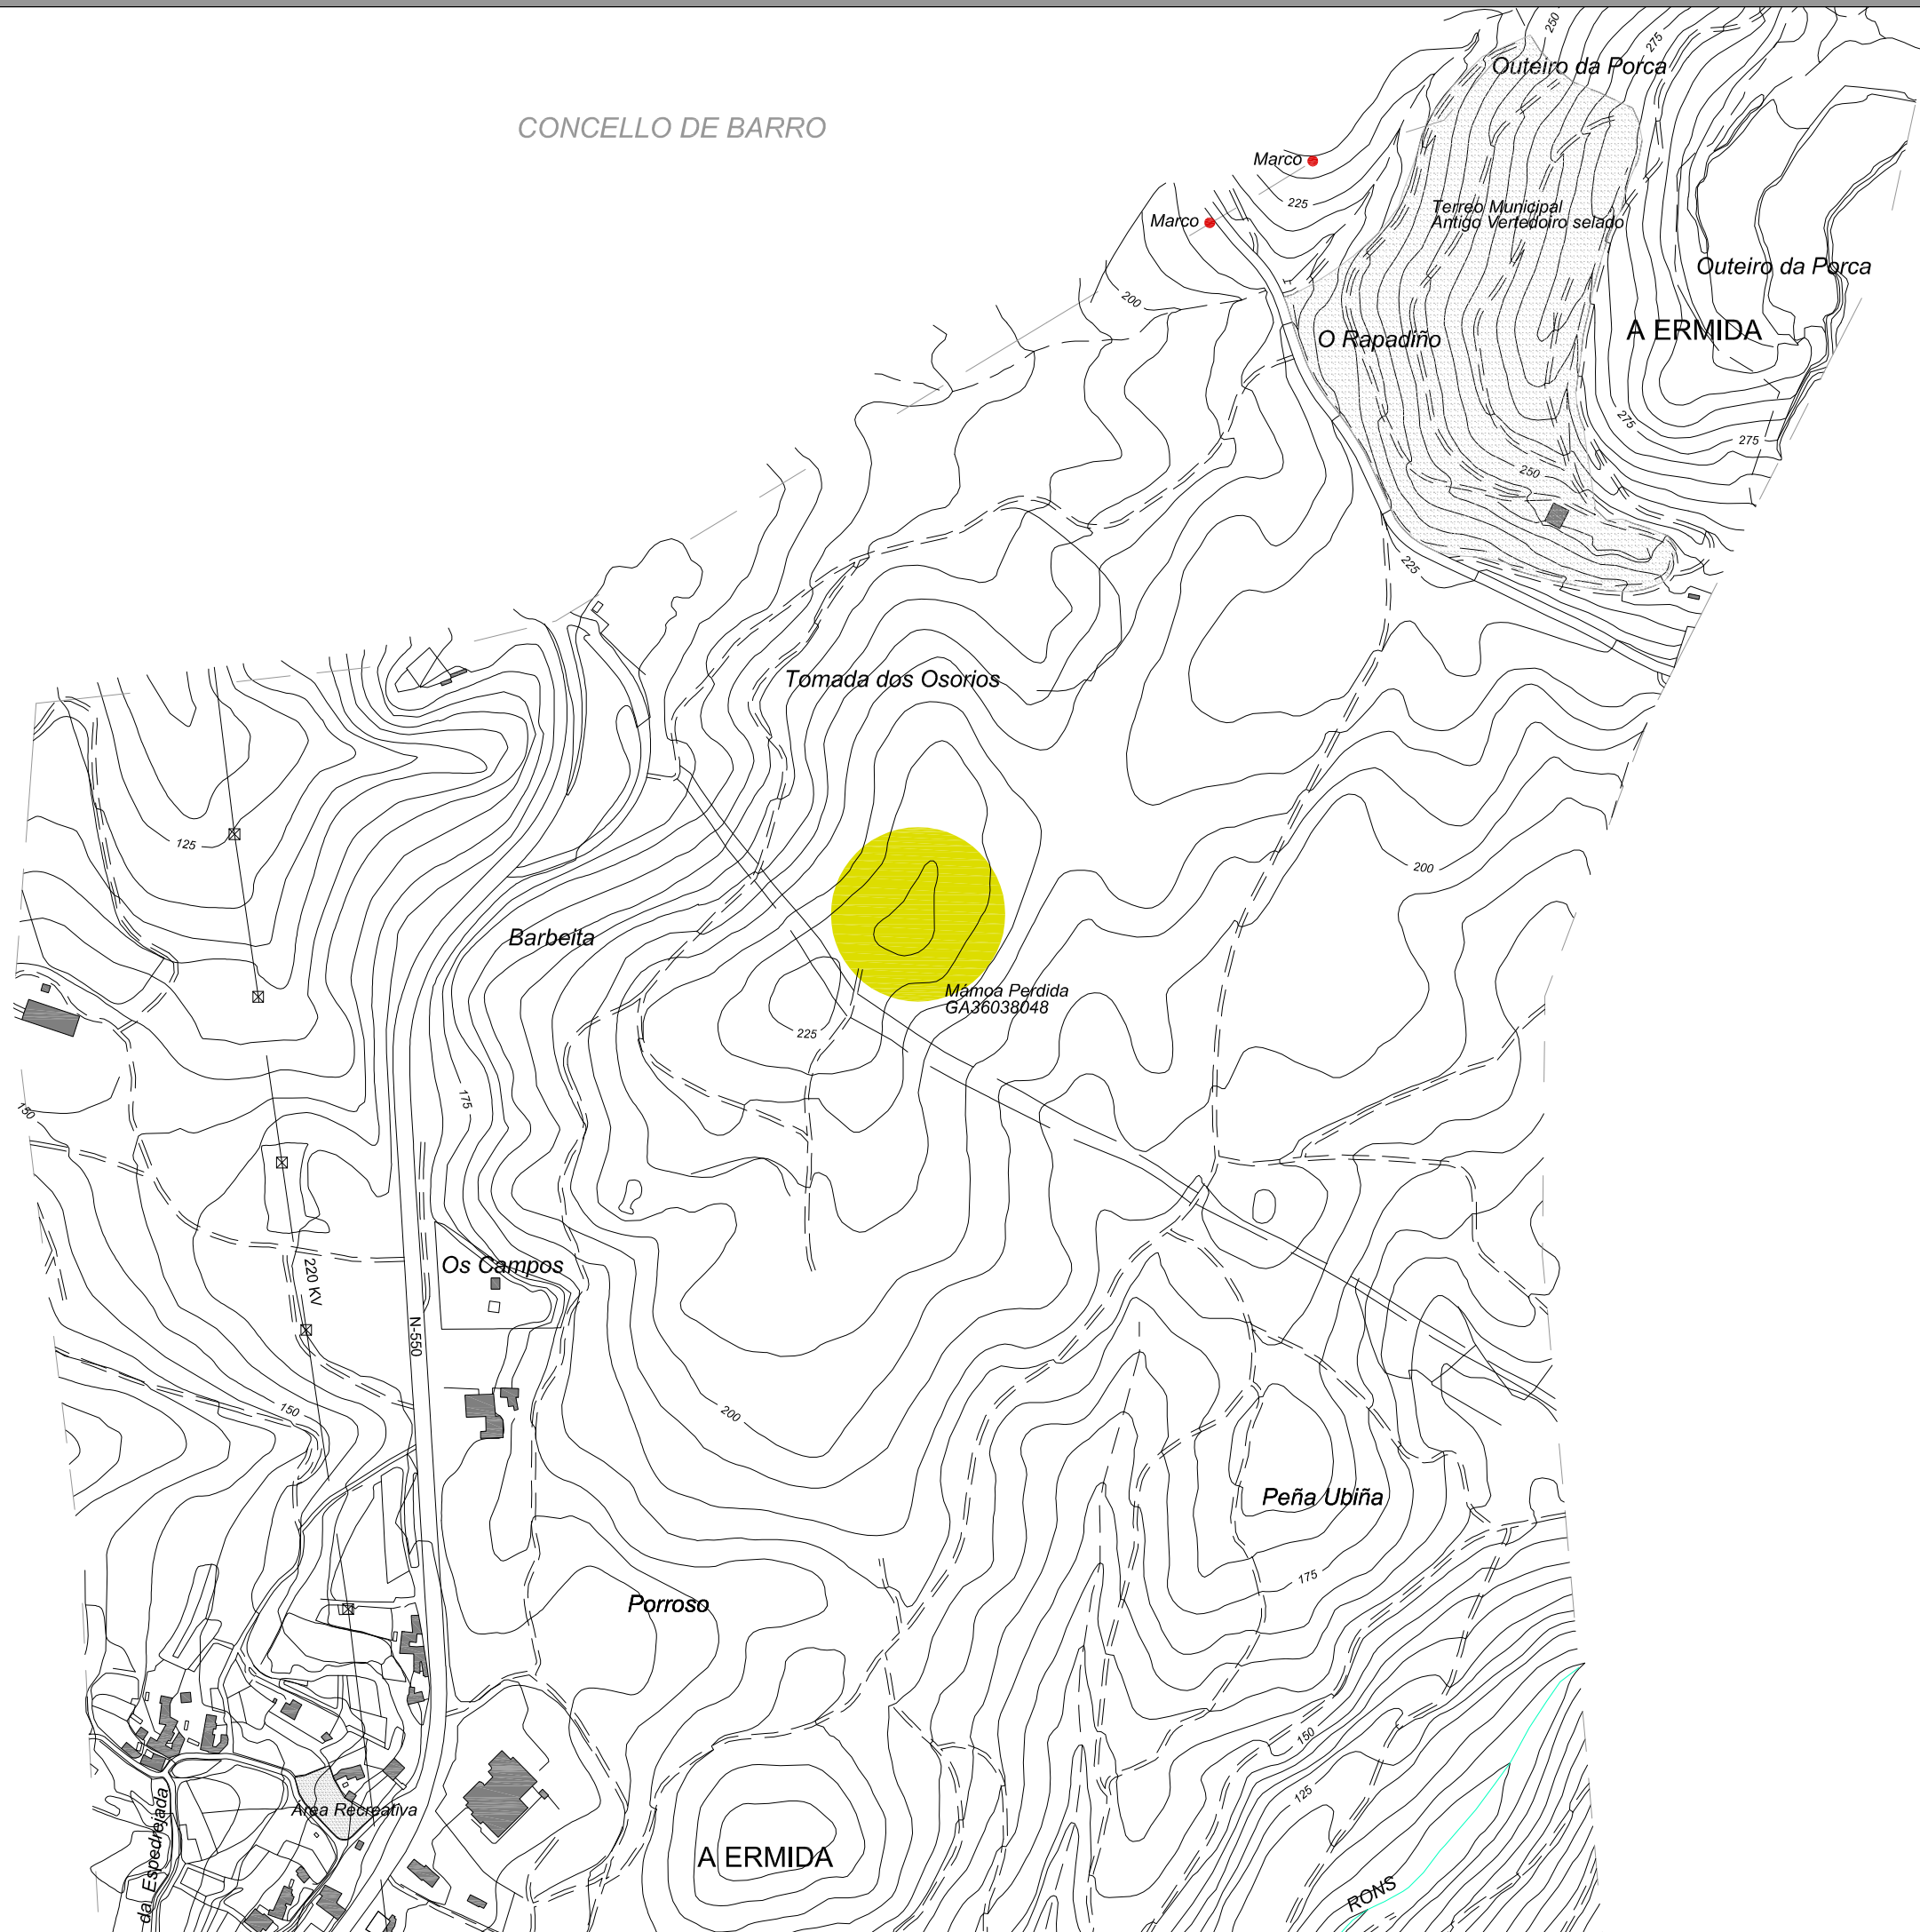 250
275
Outeiro da Porca
CONCELLO DE BARRO
Marco
225
Terreo Municipal
Antigo Vertedoiro selado
Marco
Outeiro da Porca
200
A ERMIDA
O Rapadiño
275
275
250
225
Tomada dos Osorios
125
200
Barbeita
Mámoa Perdida
GA36038048
225
175
150
Os Campos
220 KV
N-550
150
200
Peña Ubiña
175
Porroso
150
125
Área Recreativa
da Espedrejada
A ERMIDA
RONS